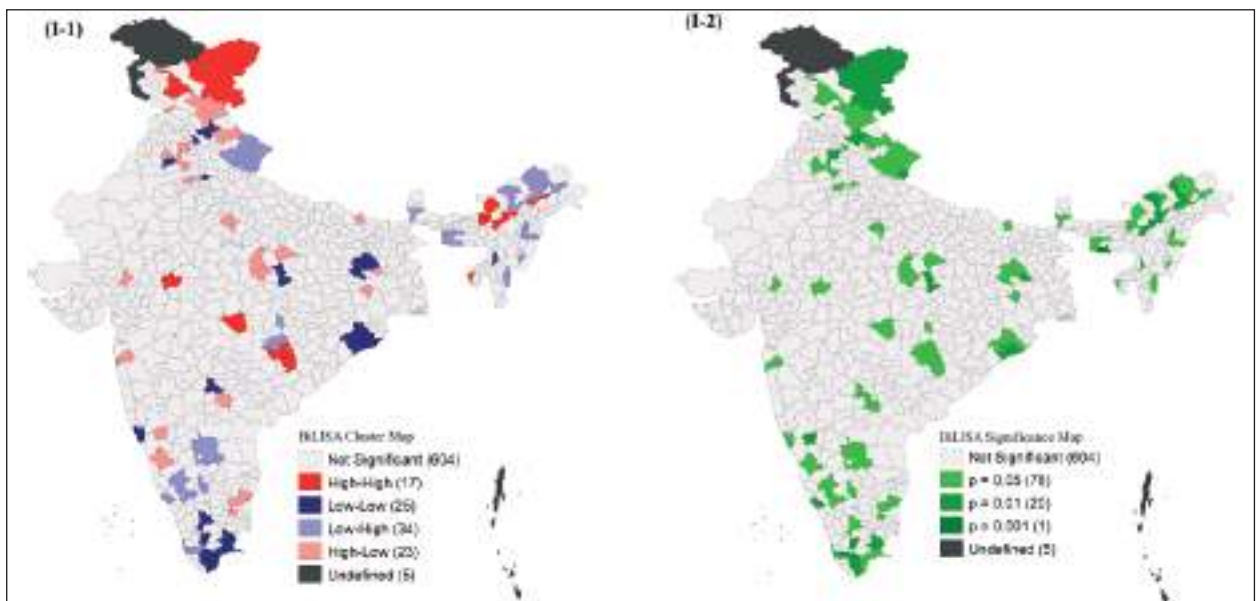 (I-1)
BiLISA Cluster Map
Not Significant (604)
High-High (17)
Low-Low (25)
Low-High (34)
High-Low (23)
Undefined (5)
(I-2)
BiLISA Significance Map
Not Significant (604)
p = 0.05 (78)
p = 0.01 (20)
p = 0.001 (1)
Undefined (5)